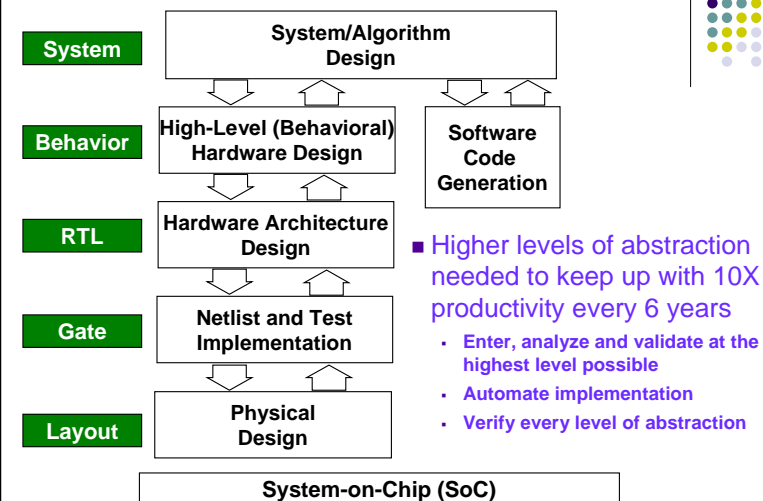 System
System/Algorithm
Design
Behavior
High-Level (Behavioral)
Hardware Design
Software
Code
Generation
RTL
Hardware Architecture
Design
Gate
Netlist and Test
Implementation
Layout
Physical
Design
■ Higher levels of abstraction
needed to keep up with 10X
productivity every 6 years
▪ Enter, analyze and validate at the
highest level possible
▪ Automate implementation
▪ Verify every level of abstraction
System-on-Chip (SoC)